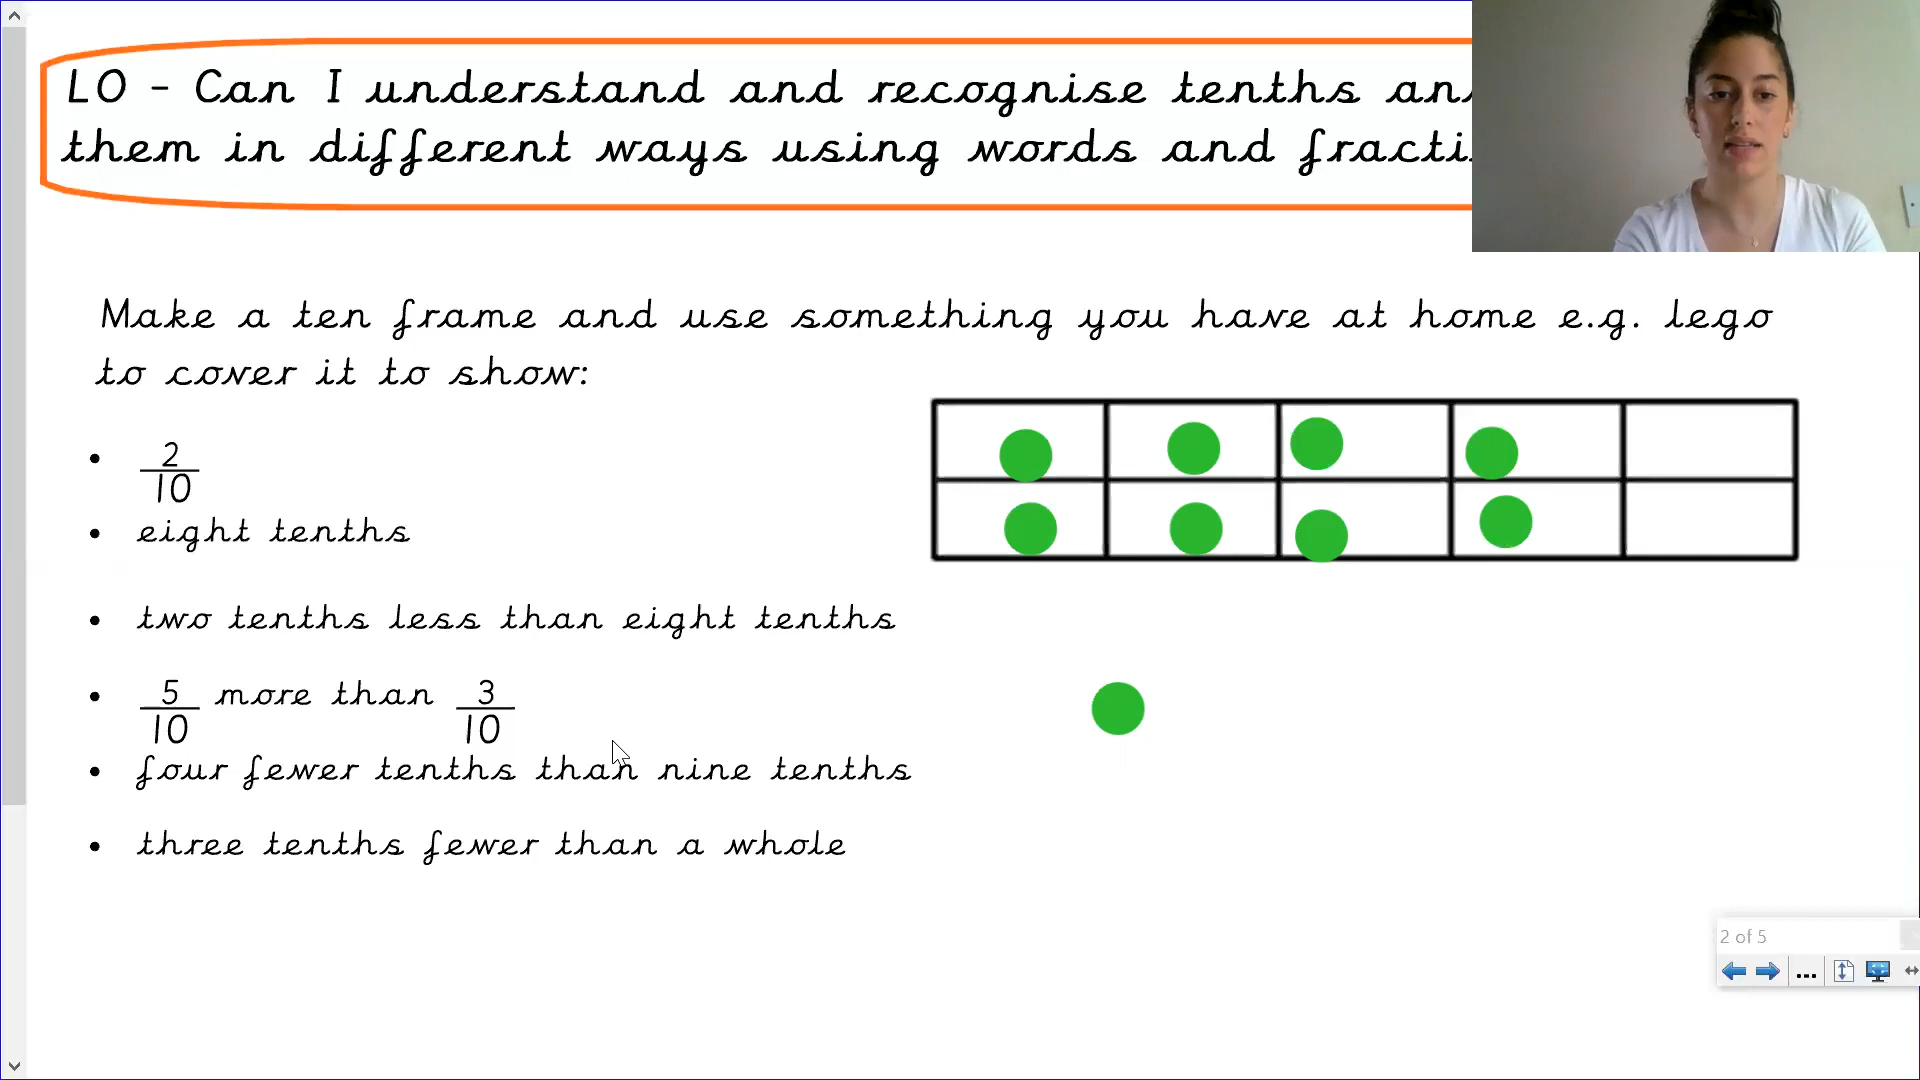 LO - Can I understand and recognise tenths
them in different ways using words and
Make a ten frame and use something you have at home e.g. lego
to cover it to show:
• 2/10
• eight tenths
• two tenths less than eight tenths
• 5/10 more than 3/10
• four fewer tenths than nine tenths
• three tenths fewer than a whole
2 of 5